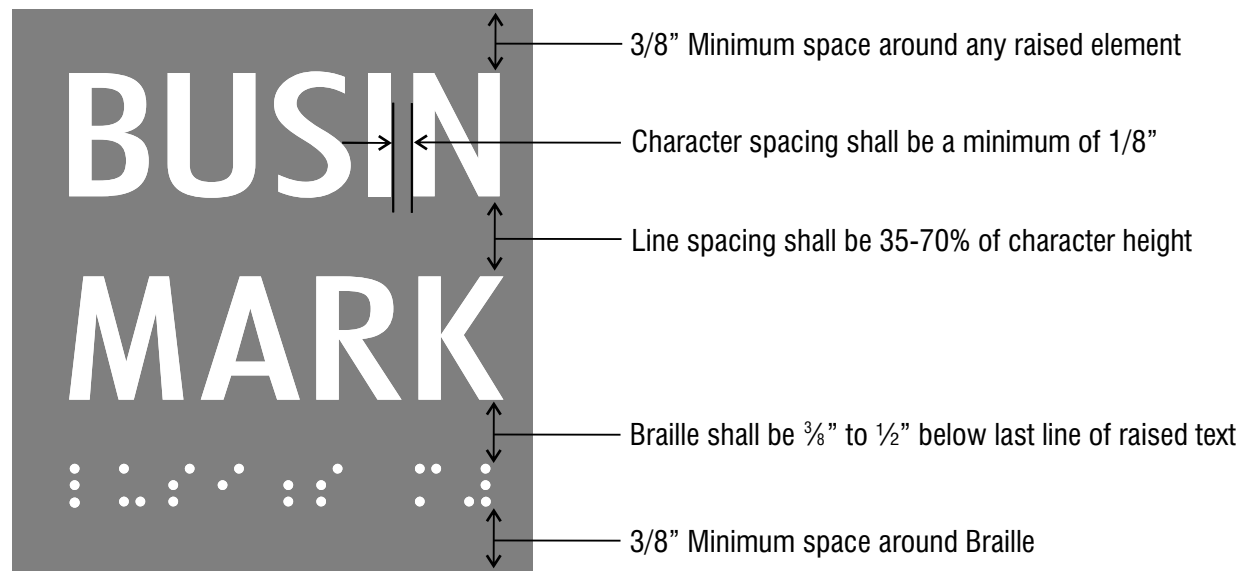 BUSIN
MARK
3/8” Minimum space around any raised element
Character spacing shall be a minimum of 1/8”
Line spacing shall be 35-70% of character height
Braille shall be ⅜” to ½” below last line of raised text
3/8” Minimum space around Braille